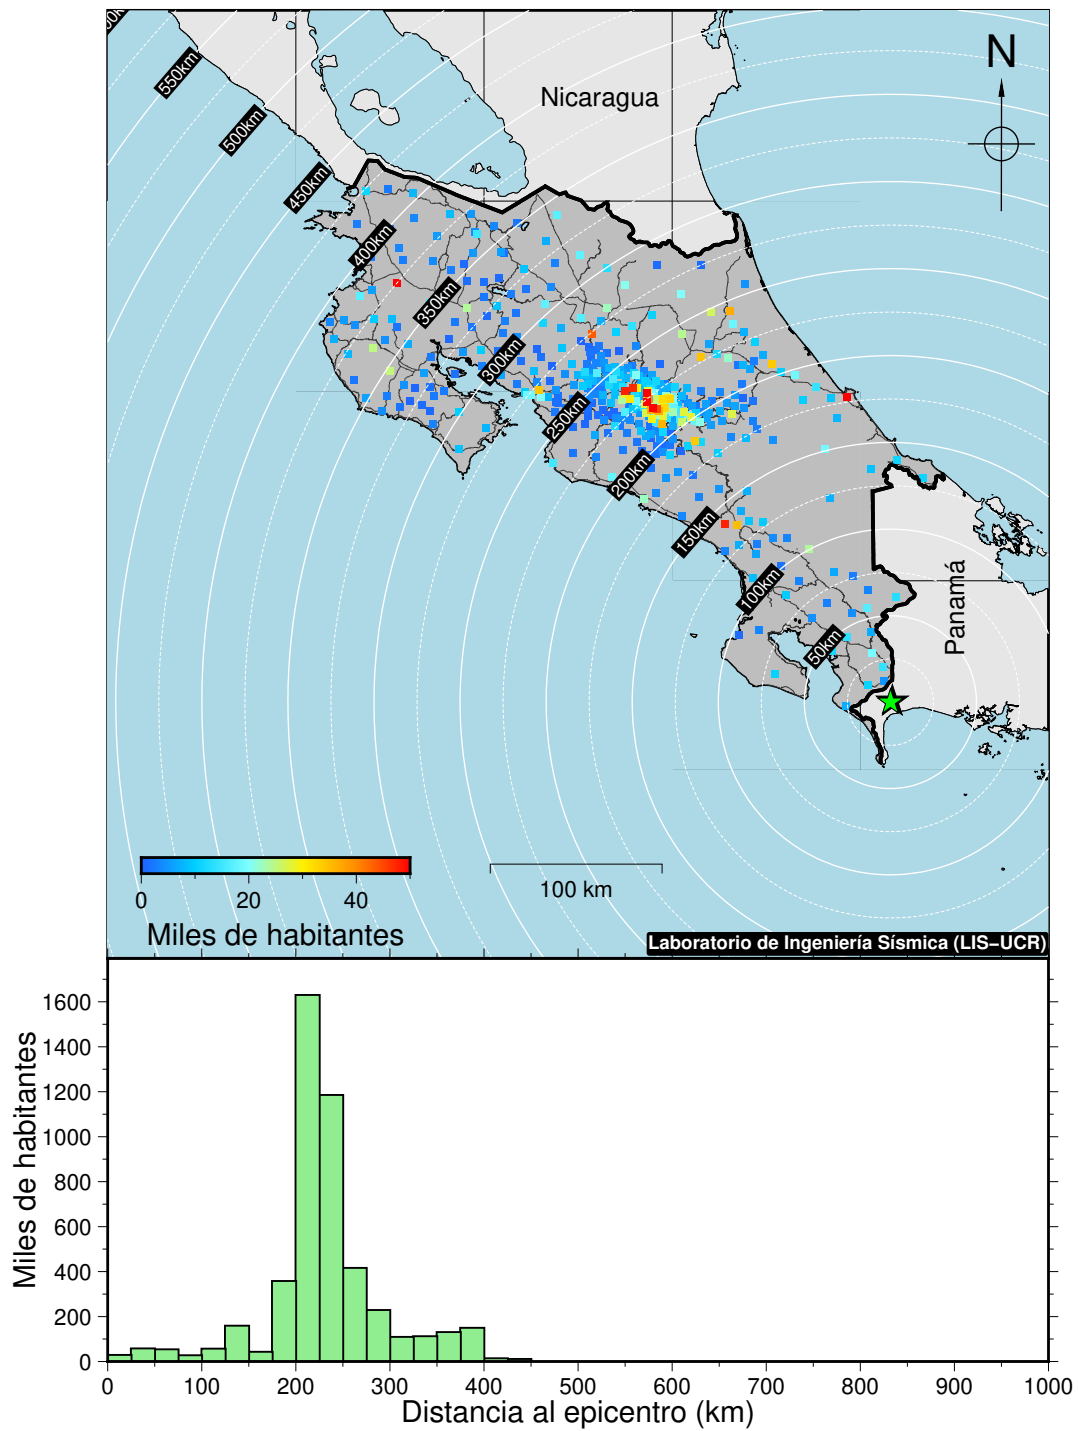 550km
500km
450km
400km
350km
300km
250km
200km
150km
100km
50km
Nicaragua
N
Panamá
0 20 40
Miles de habitantes
100 km
Laboratorio de Ingeniería Sísmica (LIS−UCR)
Miles de habitantes
1600
1400
1200
1000
800
600
400
200
0
0 100 200 300 400 500 600 700 800 900 1000
Distancia al epicentro (km)